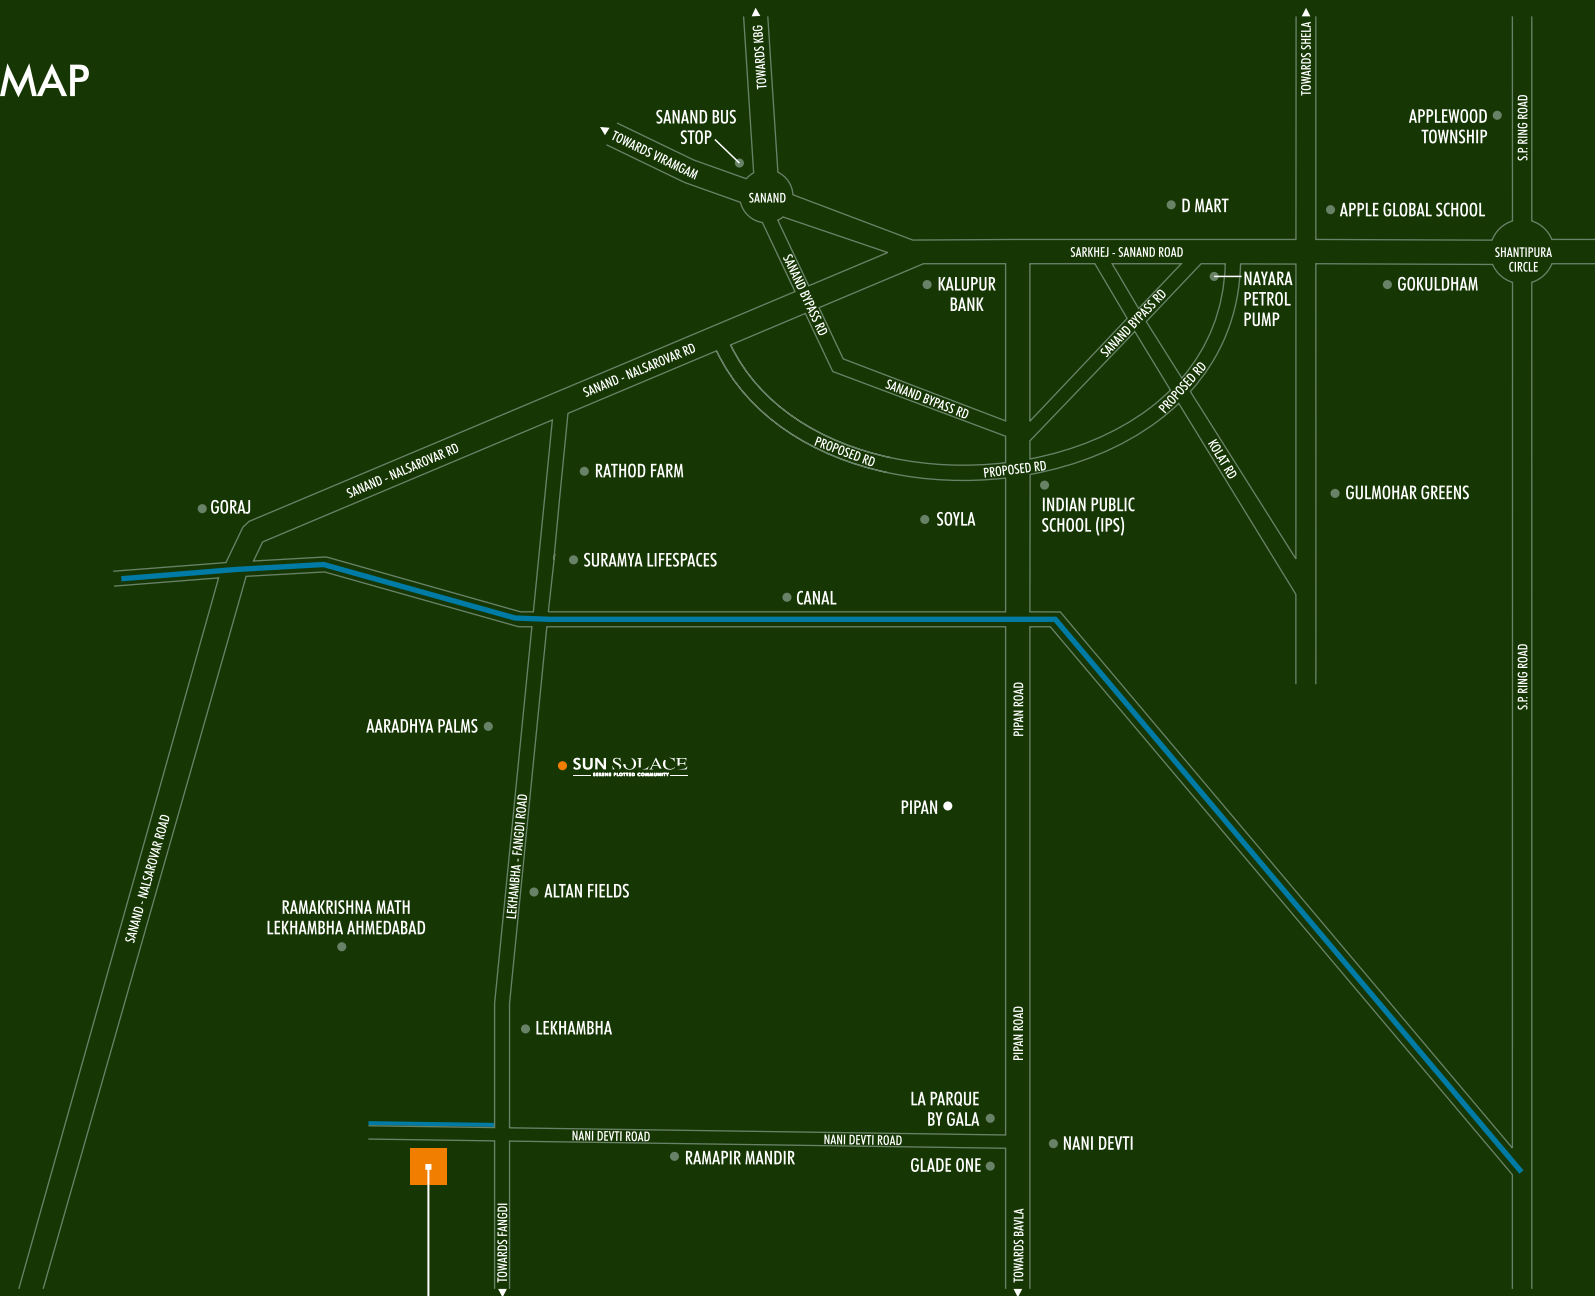 MAP
TOWARDS KBG
TOWARDS SHELA
SANAND BUS
STOP
TOWARDS VIRAMGAM
SANAND
APPLEWOOD
TOWNSHIP
S.P. RING ROAD
D MART
APPLE GLOBAL SCHOOL
SARKHEJ - SANAND ROAD
SHANTIPURA
CIRCLE
SANAND BYPASS RD
KALUPUR
BANK
NAYARA
PETROL
PUMP
GOKULDHAM
SANAND BYPASS RD
SANAND - NALSAROVAR RD
SANAND BYPASS RD
PROPOSED RD
PROPOSED RD
PROPOSED RD
KOLAT RD
SANAND - NALSAROVAR RD
RATHOD FARM
GORAJ
SOYLA
INDIAN PUBLIC
SCHOOL (IPS)
GULMOHAR GREENS
SURAMYA LIFESPACES
CANAL
PIPAN ROAD
S.P. RING ROAD
AARADHYA PALMS
SUN SOLACE
SERENE PLOTTED COMMUNITY
PIPAN
LEKHAMBHA - FANGDI ROAD
SANAND - NALSAROVAR ROAD
ALTAN FIELDS
RAMAKRISHNA MATH
LEKHAMBHA AHMEDABAD
LEKHAMBHA
PIPAN ROAD
LA PARQUE
BY GALA
NANI DEVTI ROAD
NANI DEVTI ROAD
NANI DEVTI
RAMAPIR MANDIR
GLADE ONE
TOWARDS FANGDI
TOWARDS BAVLA